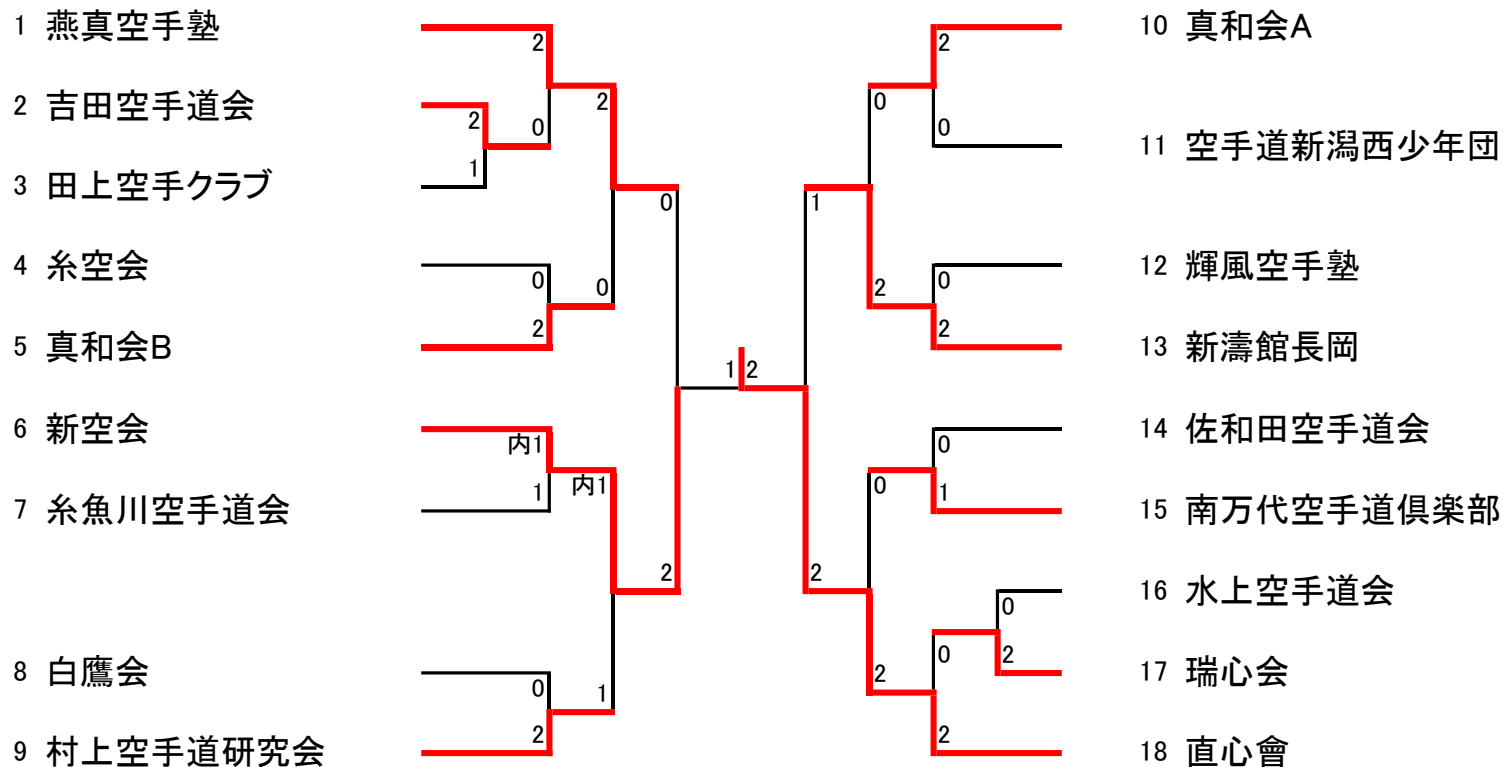 1 燕真空手塾
2
2 吉田空手道会
2
2
0
1
3 田上空手クラブ
0
4 糸空会
0
0
2
5 真和会B
6 新空会
内1
内1
1
7 糸魚川空手道会
2
8 白鷹会
0
1
2
9 村上空手道研究会
1 2
10 真和会A
2
0
0
11 空手道新潟西少年団
1
12 輝風空手塾
0
2
2
13 新濤館長岡
14 佐和田空手道会
0
0
1
15 南万代空手道倶楽部
2
16 水上空手道会
0
0
2
17 瑞心会
2
2
18 直心會